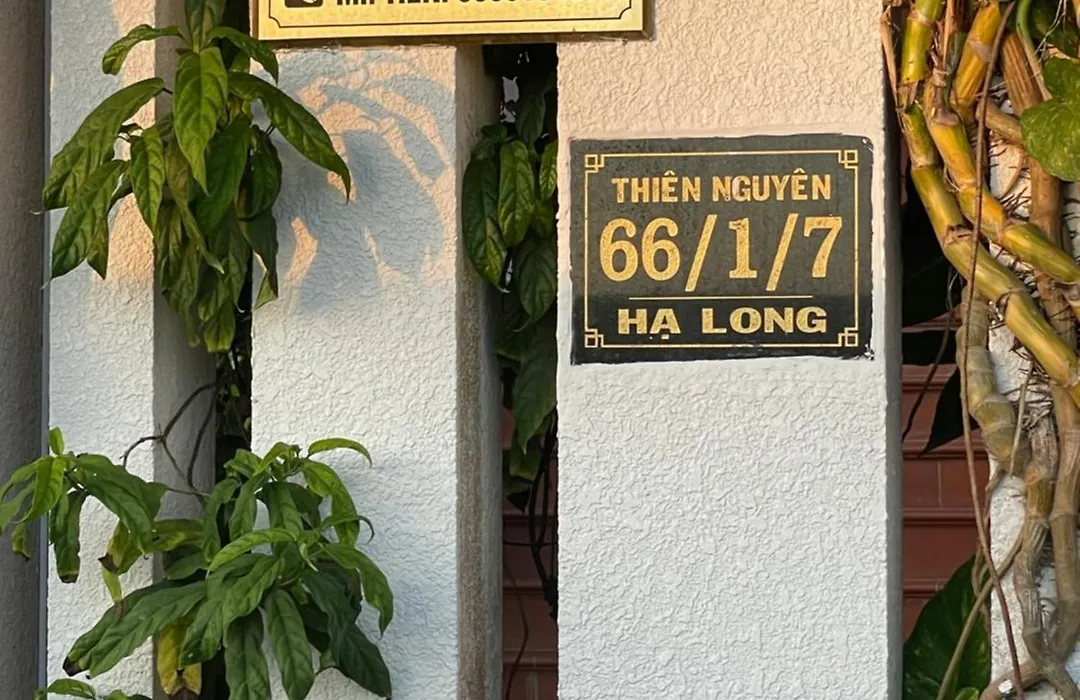 THIÊN NGUYÊN
66/1/7
HẠ LONG